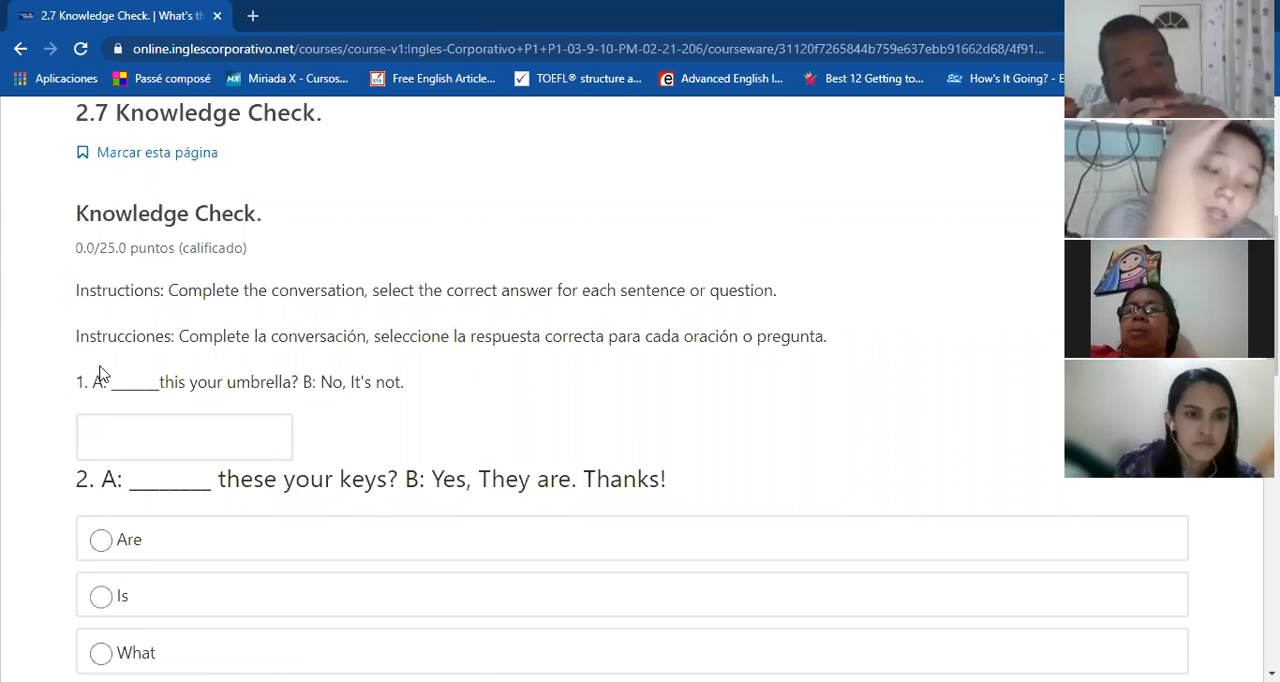 2.7 Knowledge Check. | What's th
online.inglescorporativo.net/courses/course-v1:Ingles-Corporativo+P1+P1-03-9-10-PM-02-21-206/courseware/31120f7265844b759e637ebb91662d68/4f91...
Aplicaciones Passé composé Miriada X - Cursos... Free English Article... TOEFL® structure a... Advanced English l... Best 12 Getting to... How's It Going? - E
2.7 Knowledge Check.
Marcar esta página
Knowledge Check.
0.0/25.0 puntos (calificado)
Instructions: Complete the conversation, select the correct answer for each sentence or question.
Instrucciones: Complete la conversación, seleccione la respuesta correcta para cada oración o pregunta.
1. A: ______this your umbrella? B: No, It's not.
2. A: ________ these your keys? B: Yes, They are. Thanks!
Are
Is
What